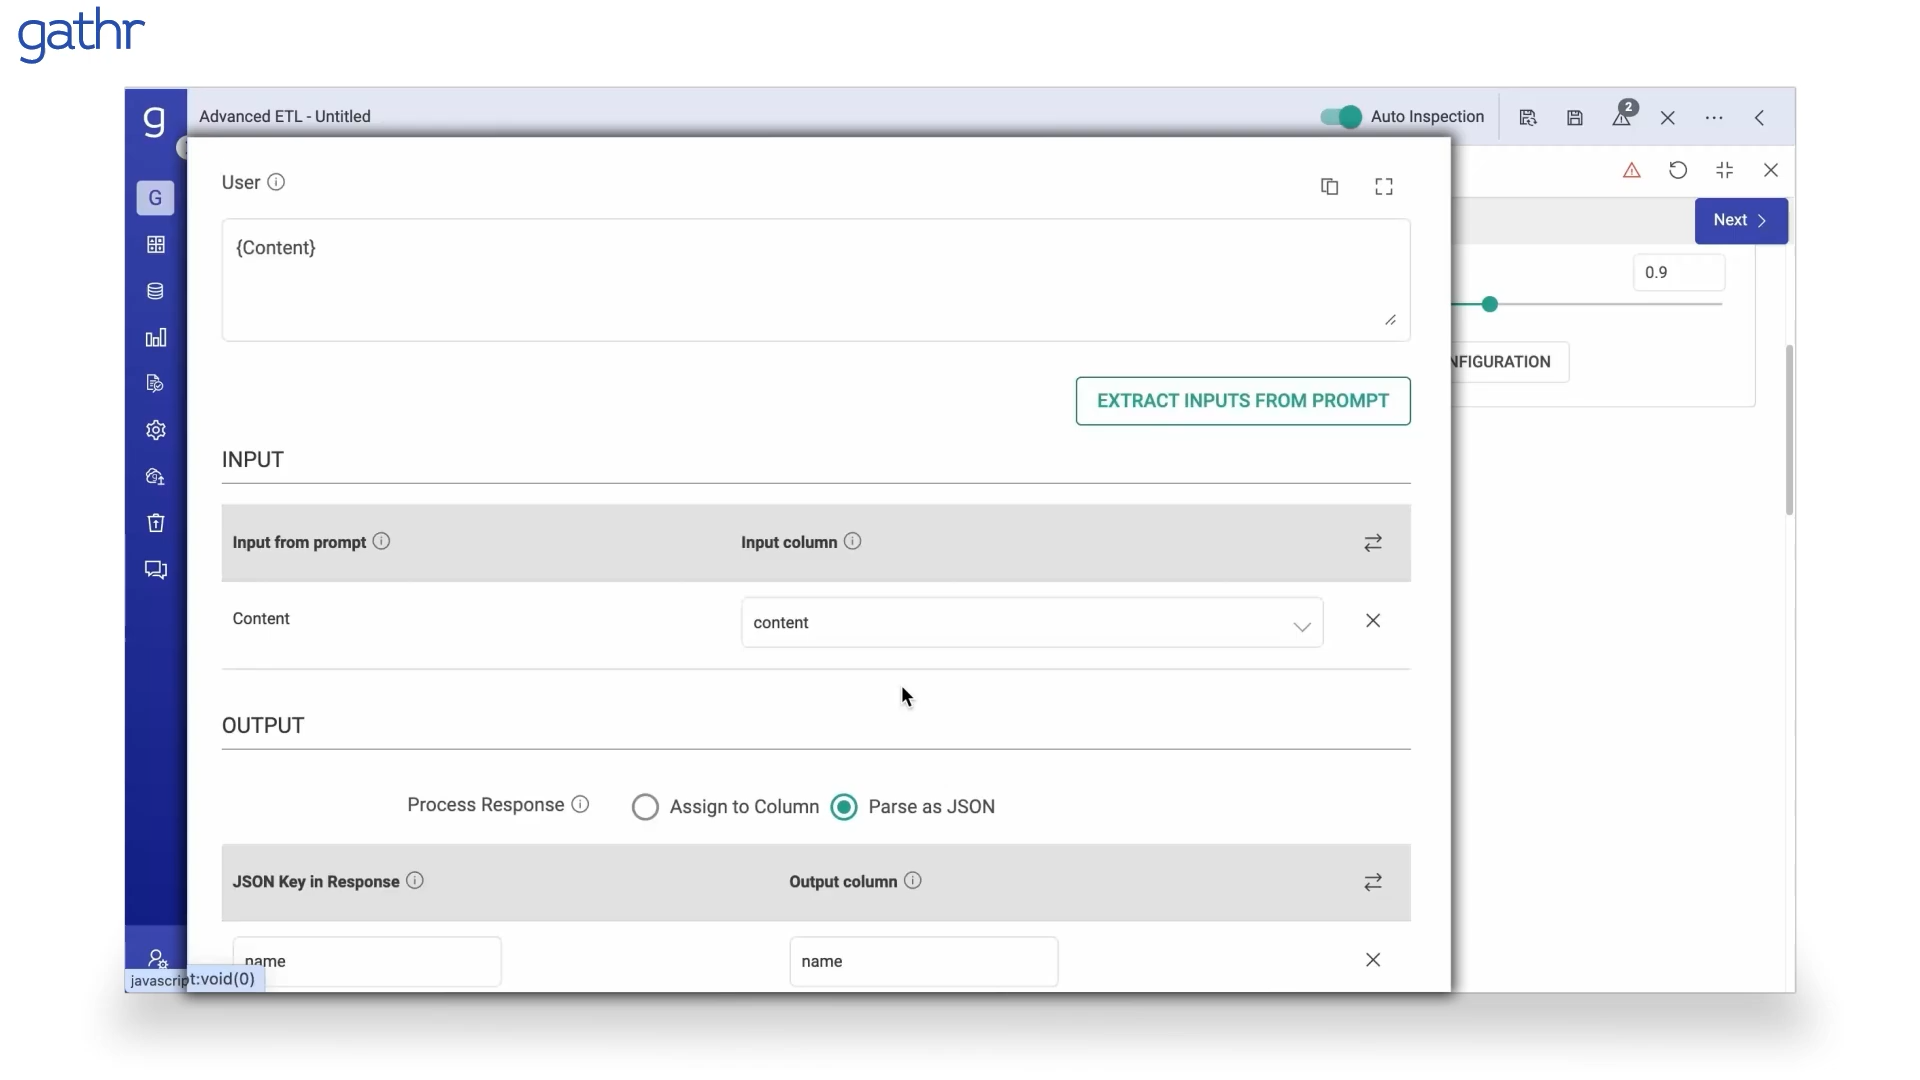 gathr
g
Advanced ETL - Untitled
Auto Inspection
2
G
User
Next
{Content}
0.9
NFIGURATION
EXTRACT INPUTS FROM PROMPT
INPUT
Input from prompt
Input column
Content
content
OUTPUT
Process Response
Assign to Column
Parse as JSON
JSON Key in Response
Output column
name
name
javascript:void(0)